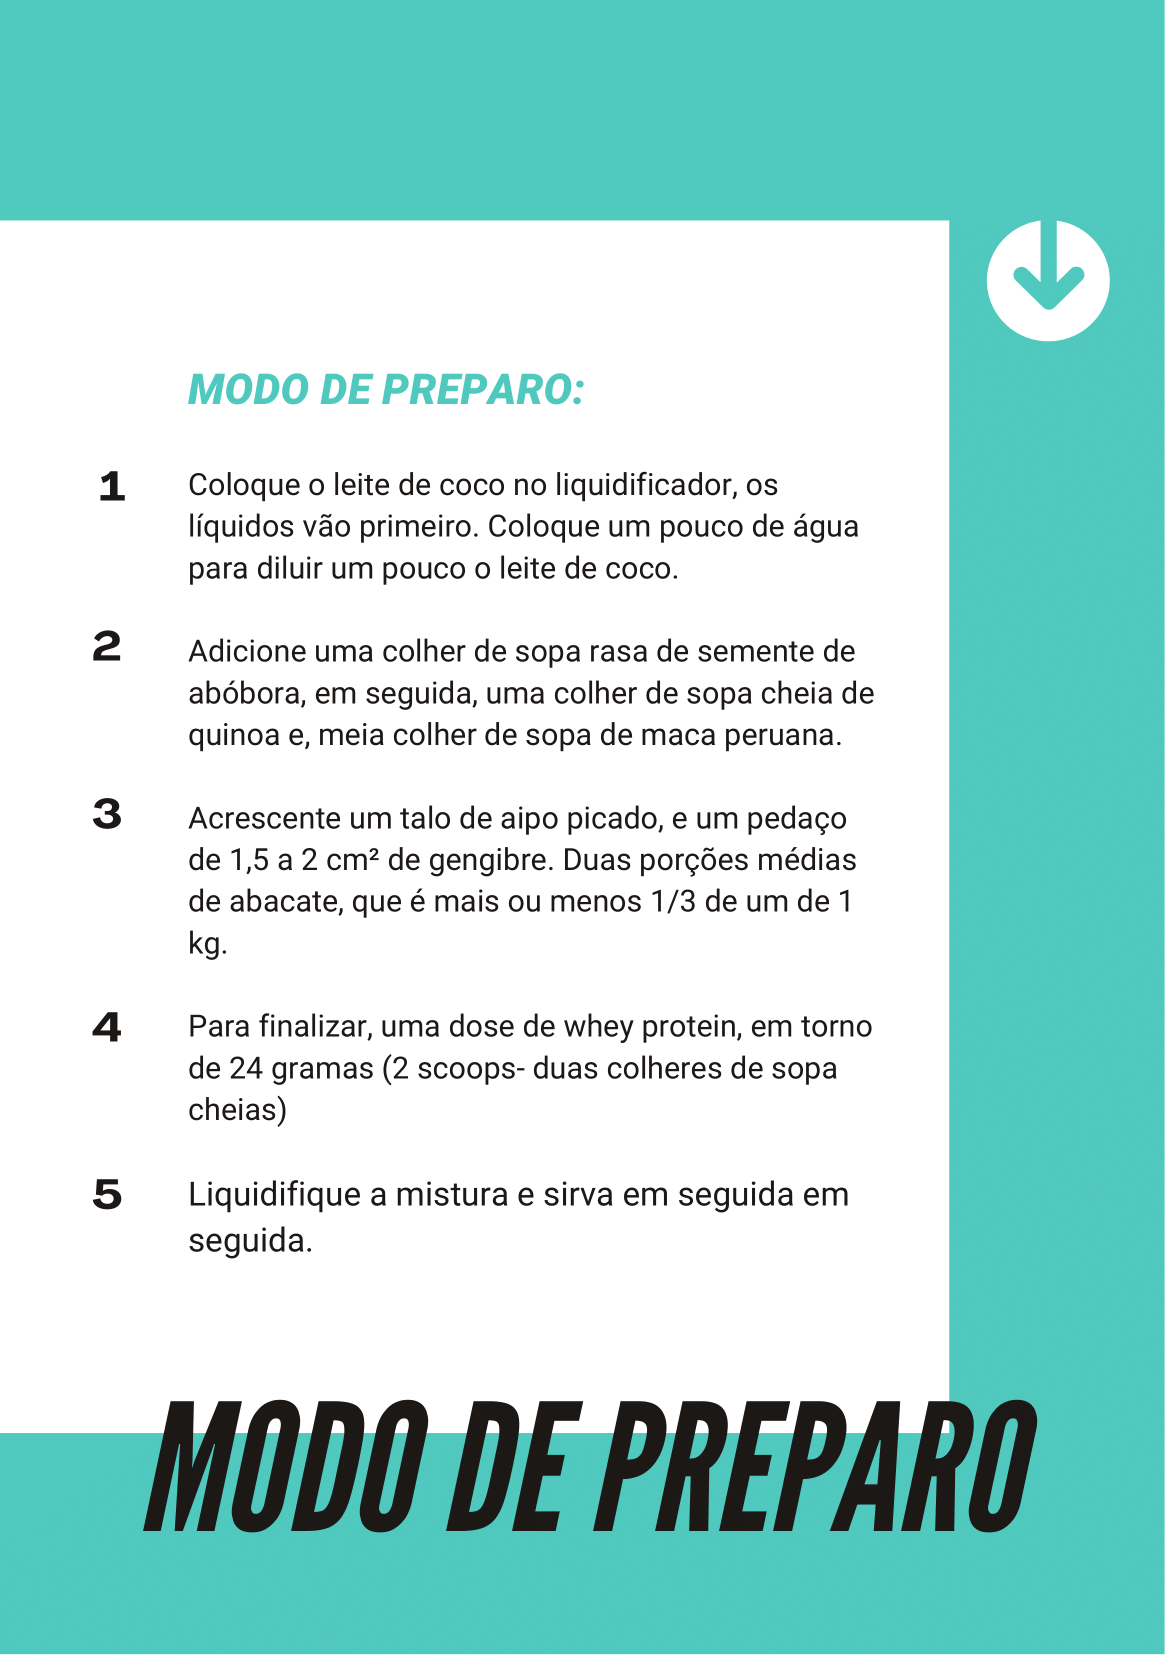 MODO DE PREPARO:
1 Coloque o leite de coco no liquidificador, os
líquidos vão primeiro. Coloque um pouco de água
para diluir um pouco o leite de coco.
2 Adicione uma colher de sopa rasa de semente de
abóbora, em seguida, uma colher de sopa cheia de
quinoa e, meia colher de sopa de maca peruana.
3 Acrescente um talo de aipo picado, e um pedaço
de 1,5 a 2 cm² de gengibre. Duas porções médias
de abacate, que é mais ou menos 1/3 de um de 1
kg.
4 Para finalizar, uma dose de whey protein, em torno
de 24 gramas (2 scoops- duas colheres de sopa
cheias)
5 Liquidifique a mistura e sirva em seguida em
seguida.
MODO DE PREPARO